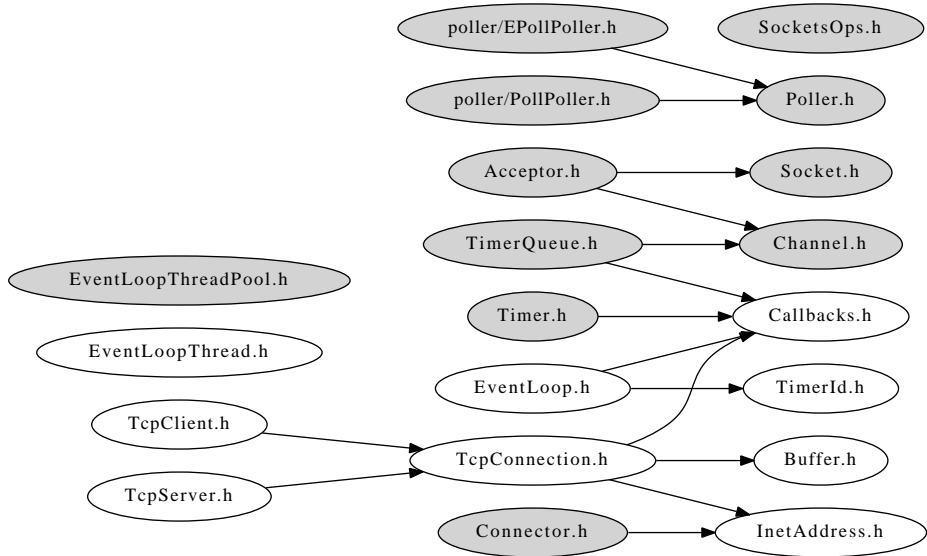 poller/EPollPoller.h
SocketsOps.h
poller/PollPoller.h
Poller.h
Acceptor.h
Socket.h
TimerQueue.h
Channel.h
EventLoopThreadPool.h
Timer.h
Callbacks.h
EventLoopThread.h
EventLoop.h
TimerId.h
TcpClient.h
TcpConnection.h
Buffer.h
TcpServer.h
Connector.h
InetAddress.h